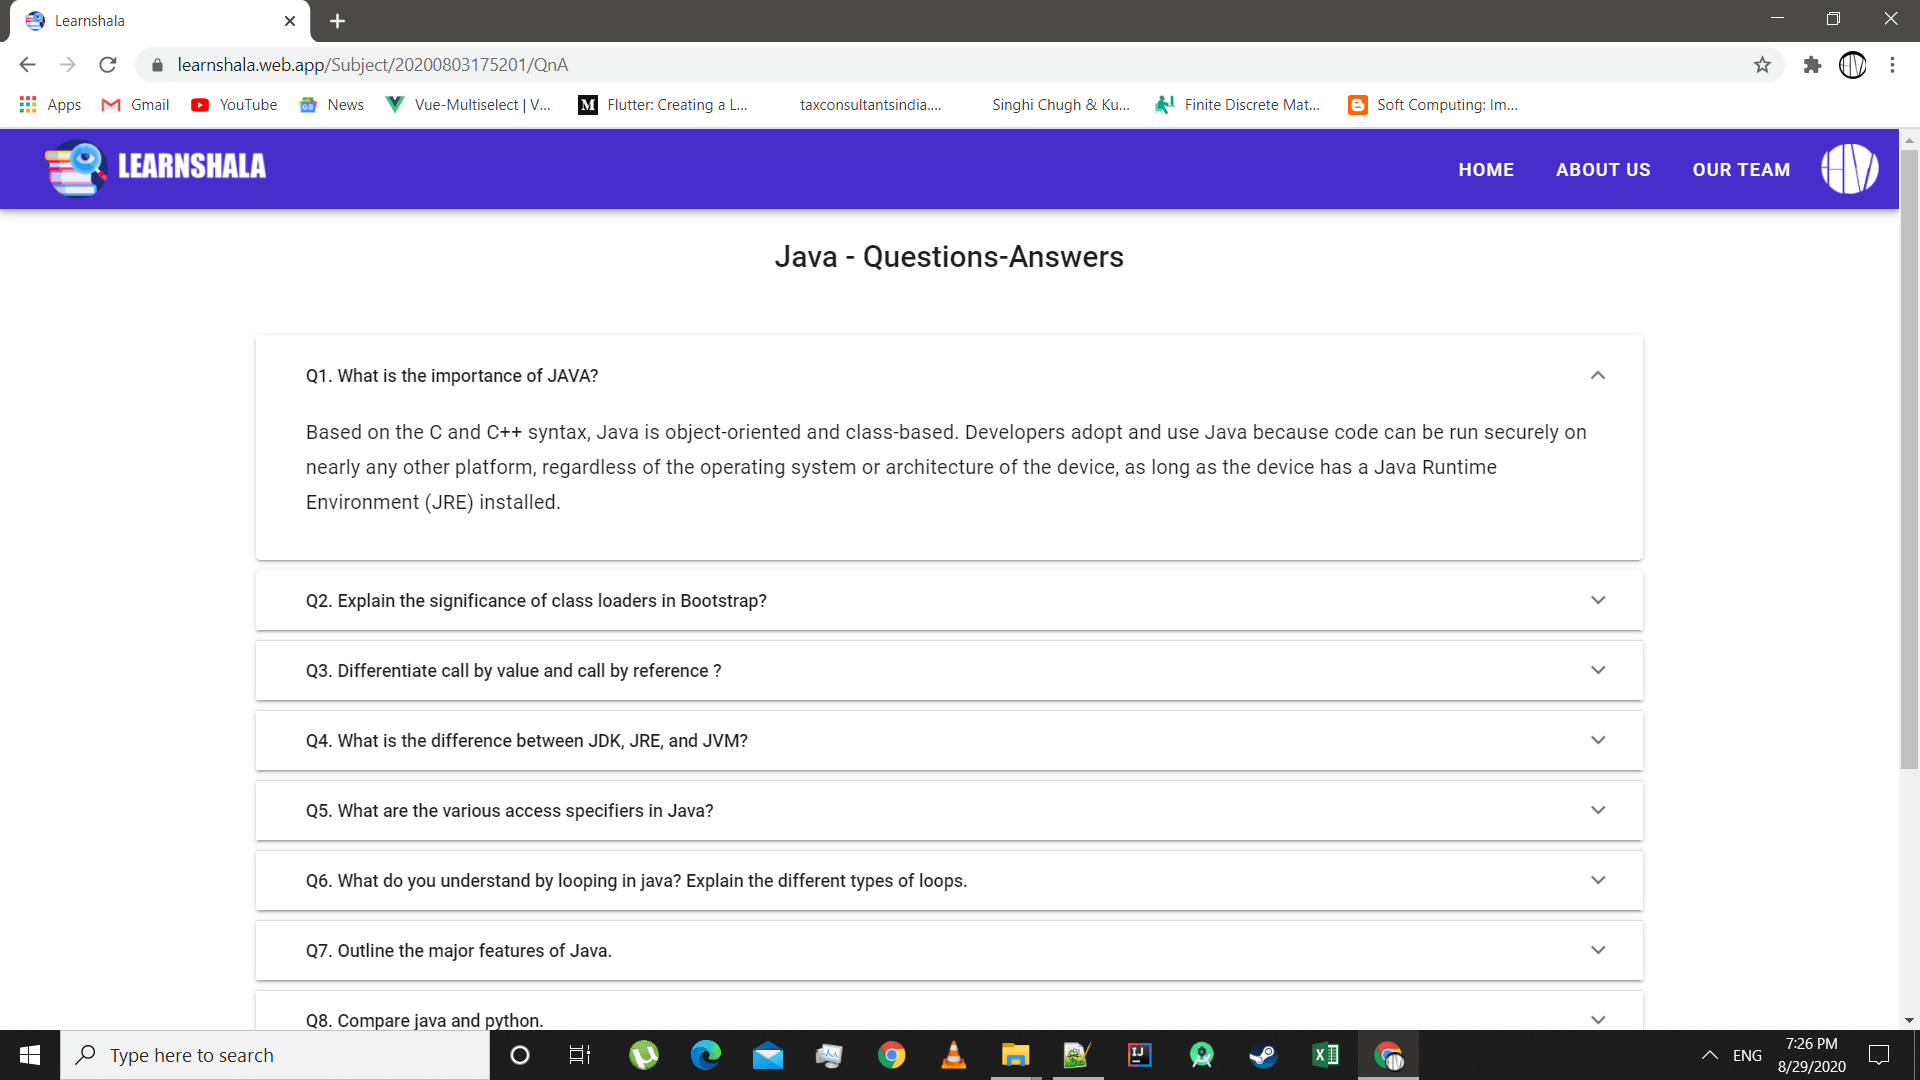 Learnshala
learnshala.web.app/Subject/20200803175201/QnA
Apps Gmail YouTube News Vue-Multiselect | V... M Flutter: Creating a L... taxconsultantsindia.... Singhi Chugh & Ku... Finite Discrete Mat... Soft Computing: Im...
LEARNSHALA HOME ABOUT US OUR TEAM
Java - Questions-Answers
Q1. What is the importance of JAVA?
Based on the C and C++ syntax, Java is object-oriented and class-based. Developers adopt and use Java because code can be run securely on
nearly any other platform, regardless of the operating system or architecture of the device, as long as the device has a Java Runtime
Environment (JRE) installed.
Q2. Explain the significance of class loaders in Bootstrap?
Q3. Differentiate call by value and call by reference ?
Q4. What is the difference between JDK, JRE, and JVM?
Q5. What are the various access specifiers in Java?
Q6. What do you understand by looping in java? Explain the different types of loops.
Q7. Outline the major features of Java.
Q8. Compare java and python.
Type here to search
ENG
7:26 PM
8/29/2020